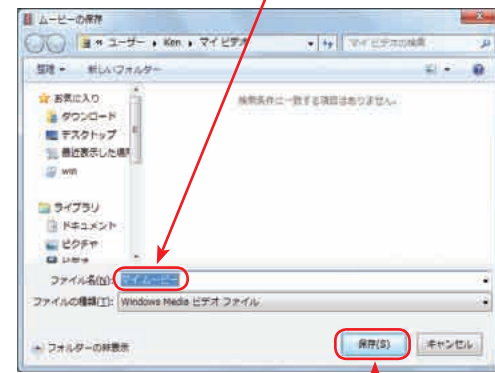 ムービーの保存
≪ ユーザー ▸ Ken ▸ マイ ビデオ
マイ ビデオの検索
整理 ▾ 新しいフォルダー
お気に入り
検索条件に一致する項目はありません。
ダウンロード
デスクトップ
最近表示した場所
win
ライブラリ
ドキュメント
ピクチャ
ビデオ
ファイル名(N): マイ ムービー
ファイルの種類(T): Windows Media ビデオ ファイル
フォルダーの非表示
保存(S) キャンセル